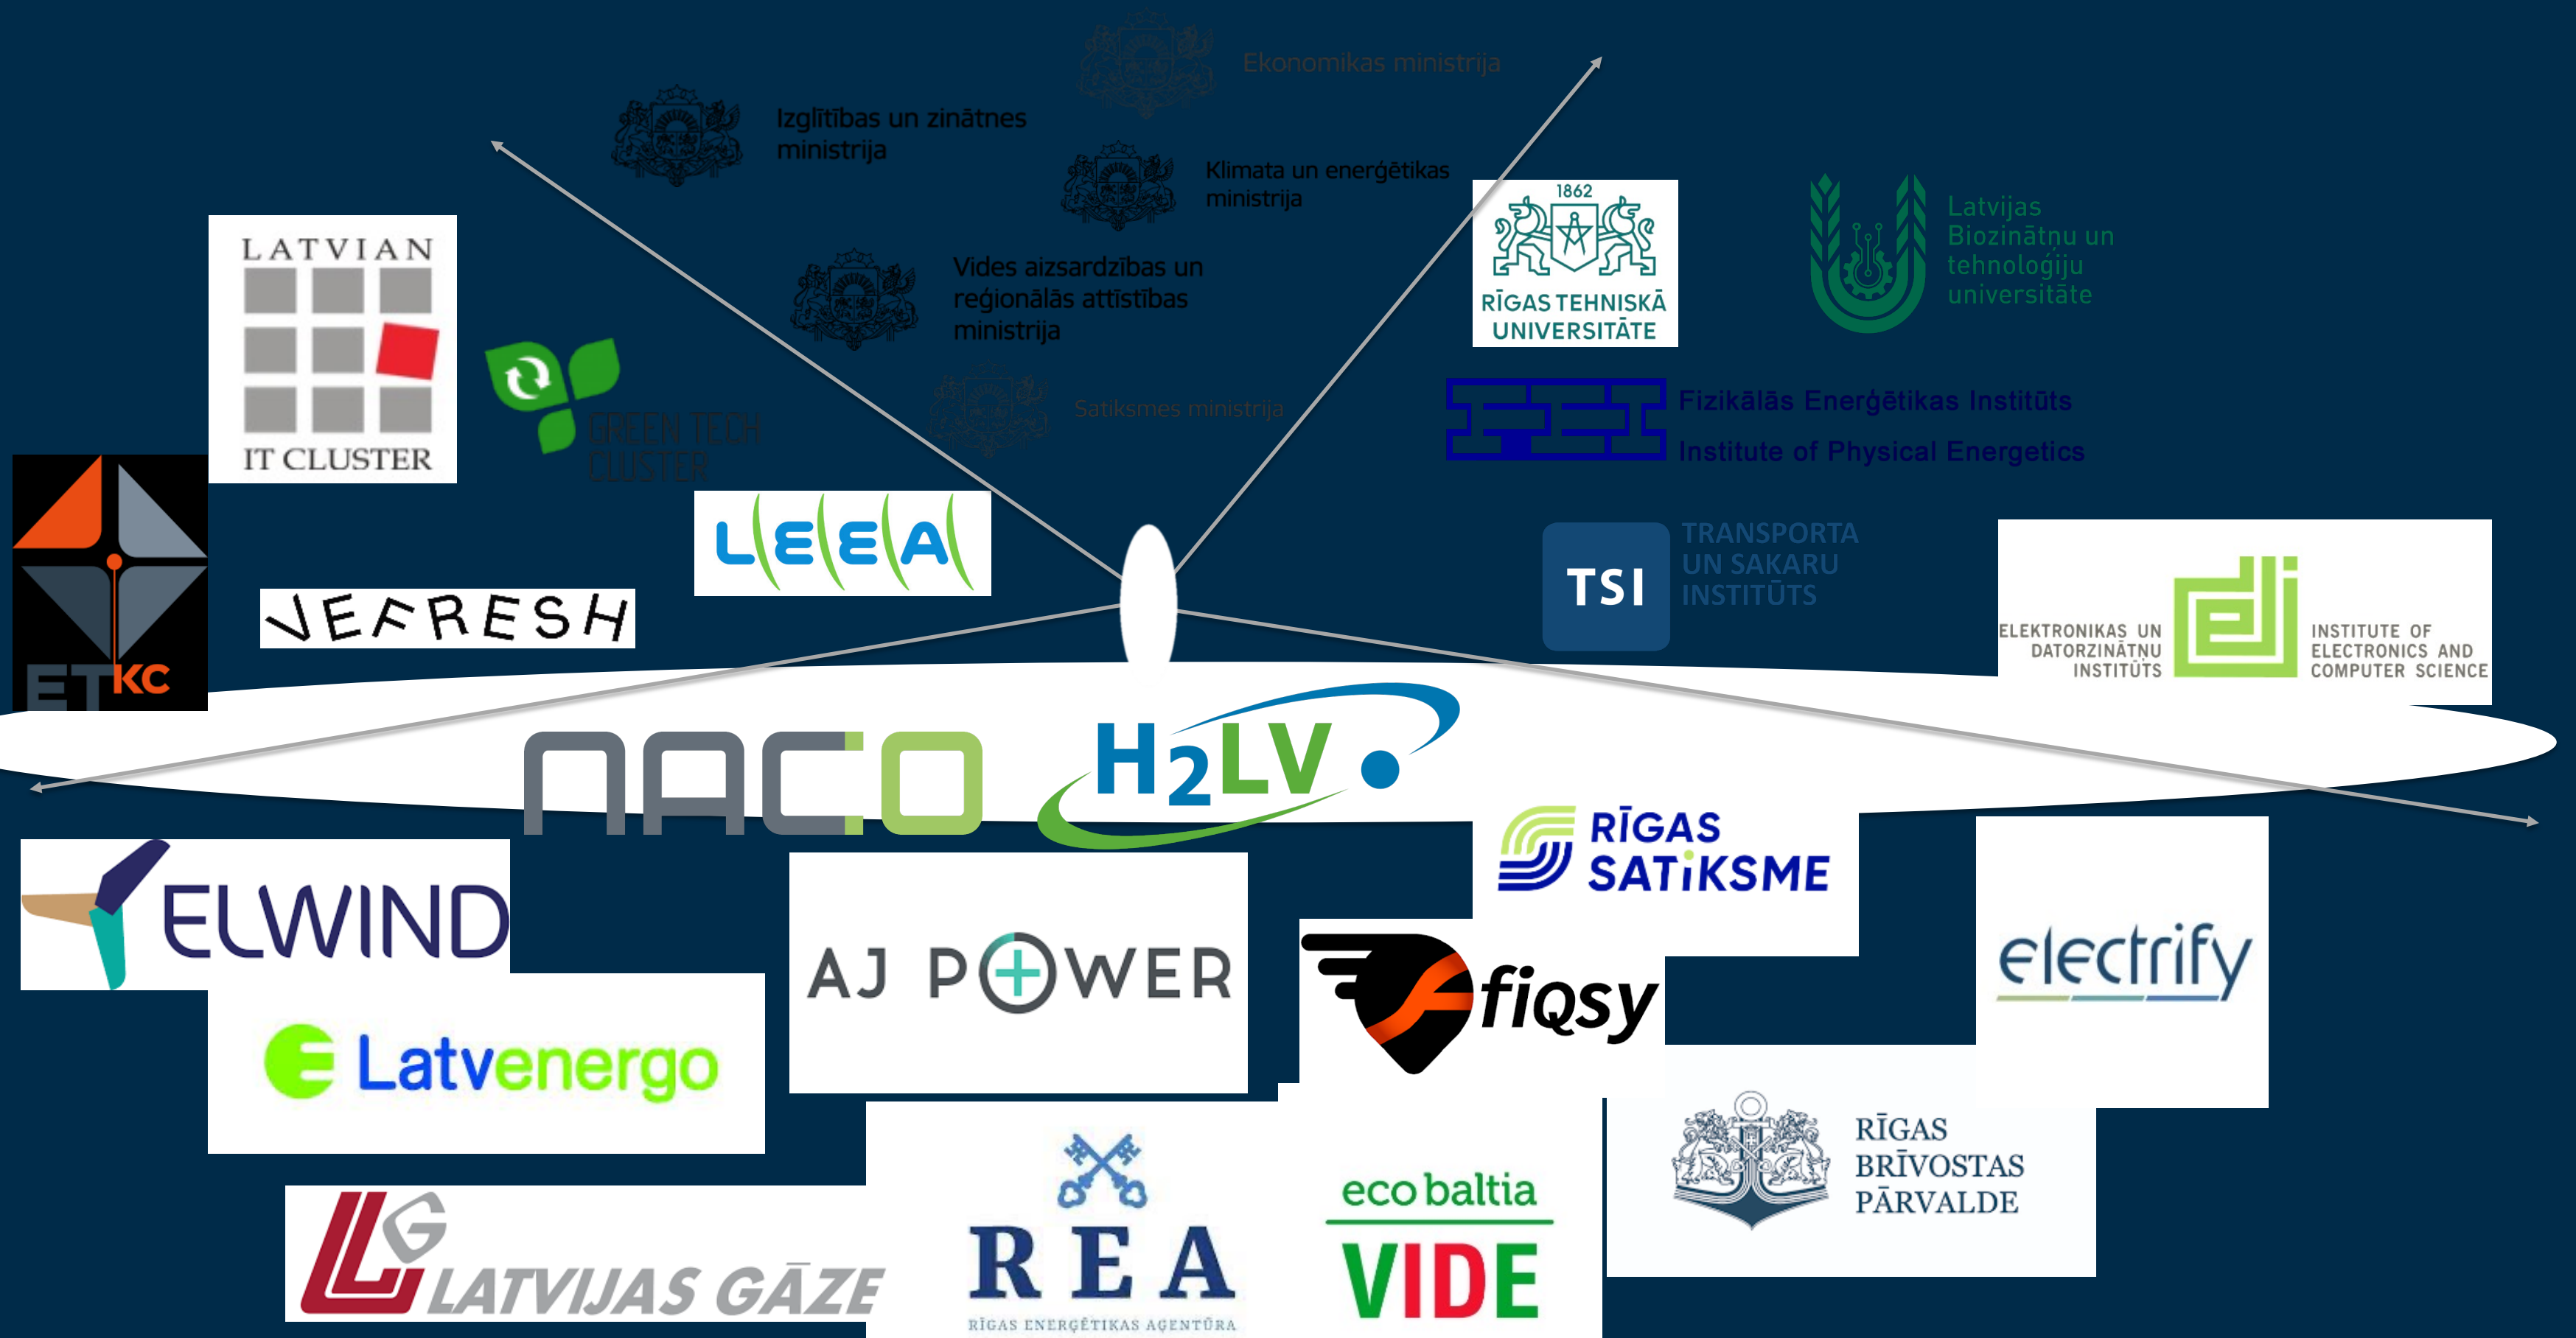 Ekonomikas ministrija
Izglītības un zinātnes
ministrija
Klimata un enerģētikas
ministrija
Vides aizsardzības un
reģionālās attīstības
ministrija
Satiksmes ministrija
LATVIAN
IT CLUSTER
GREEN TECH
CLUSTER
LEEA
ETKC
VEFRESH
1862
RĪGAS TEHNISKĀ
UNIVERSITĀTE
Latvijas
Biozinātņu un
tehnoloģiju
universitāte
FEI
Fizikālās Enerģētikas Institūts
Institute of Physical Energetics
TSI
TRANSPORTA
UN SAKARU
INSTITŪTS
ELEKTRONIKAS UN
DATORZINĀTŅU
INSTITŪTS
edi
INSTITUTE OF
ELECTRONICS AND
COMPUTER SCIENCE
NACO
H2LV
ELWIND
Latvenergo
AJ POWER
RĪGAS
SATiKSME
fiQsy
electrify
LG
LATVIJAS GĀZE
REA
RĪGAS ENERĢĒTIKAS AĢENTŪRA
eco baltia
VIDE
RĪGAS
BRĪVOSTAS
PĀRVALDE